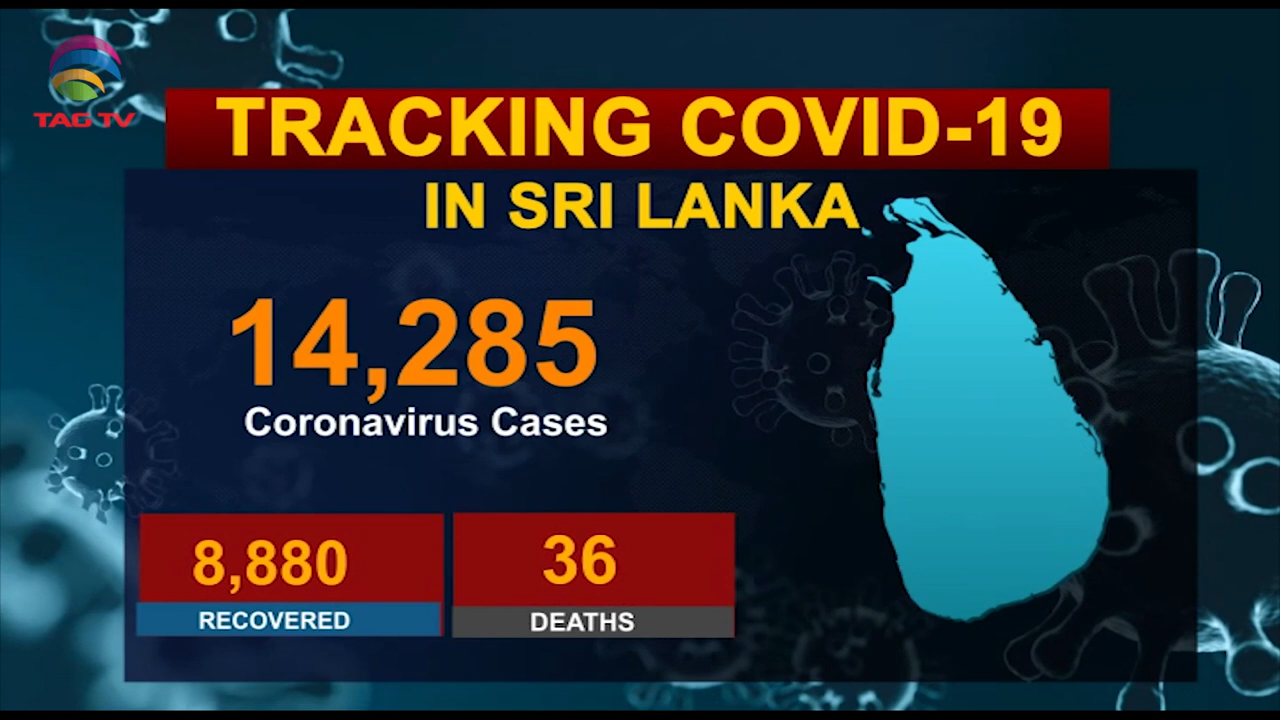 TAG TV
TRACKING COVID-19
IN SRI LANKA
14,285
Coronavirus Cases
8,880
RECOVERED
36
DEATHS